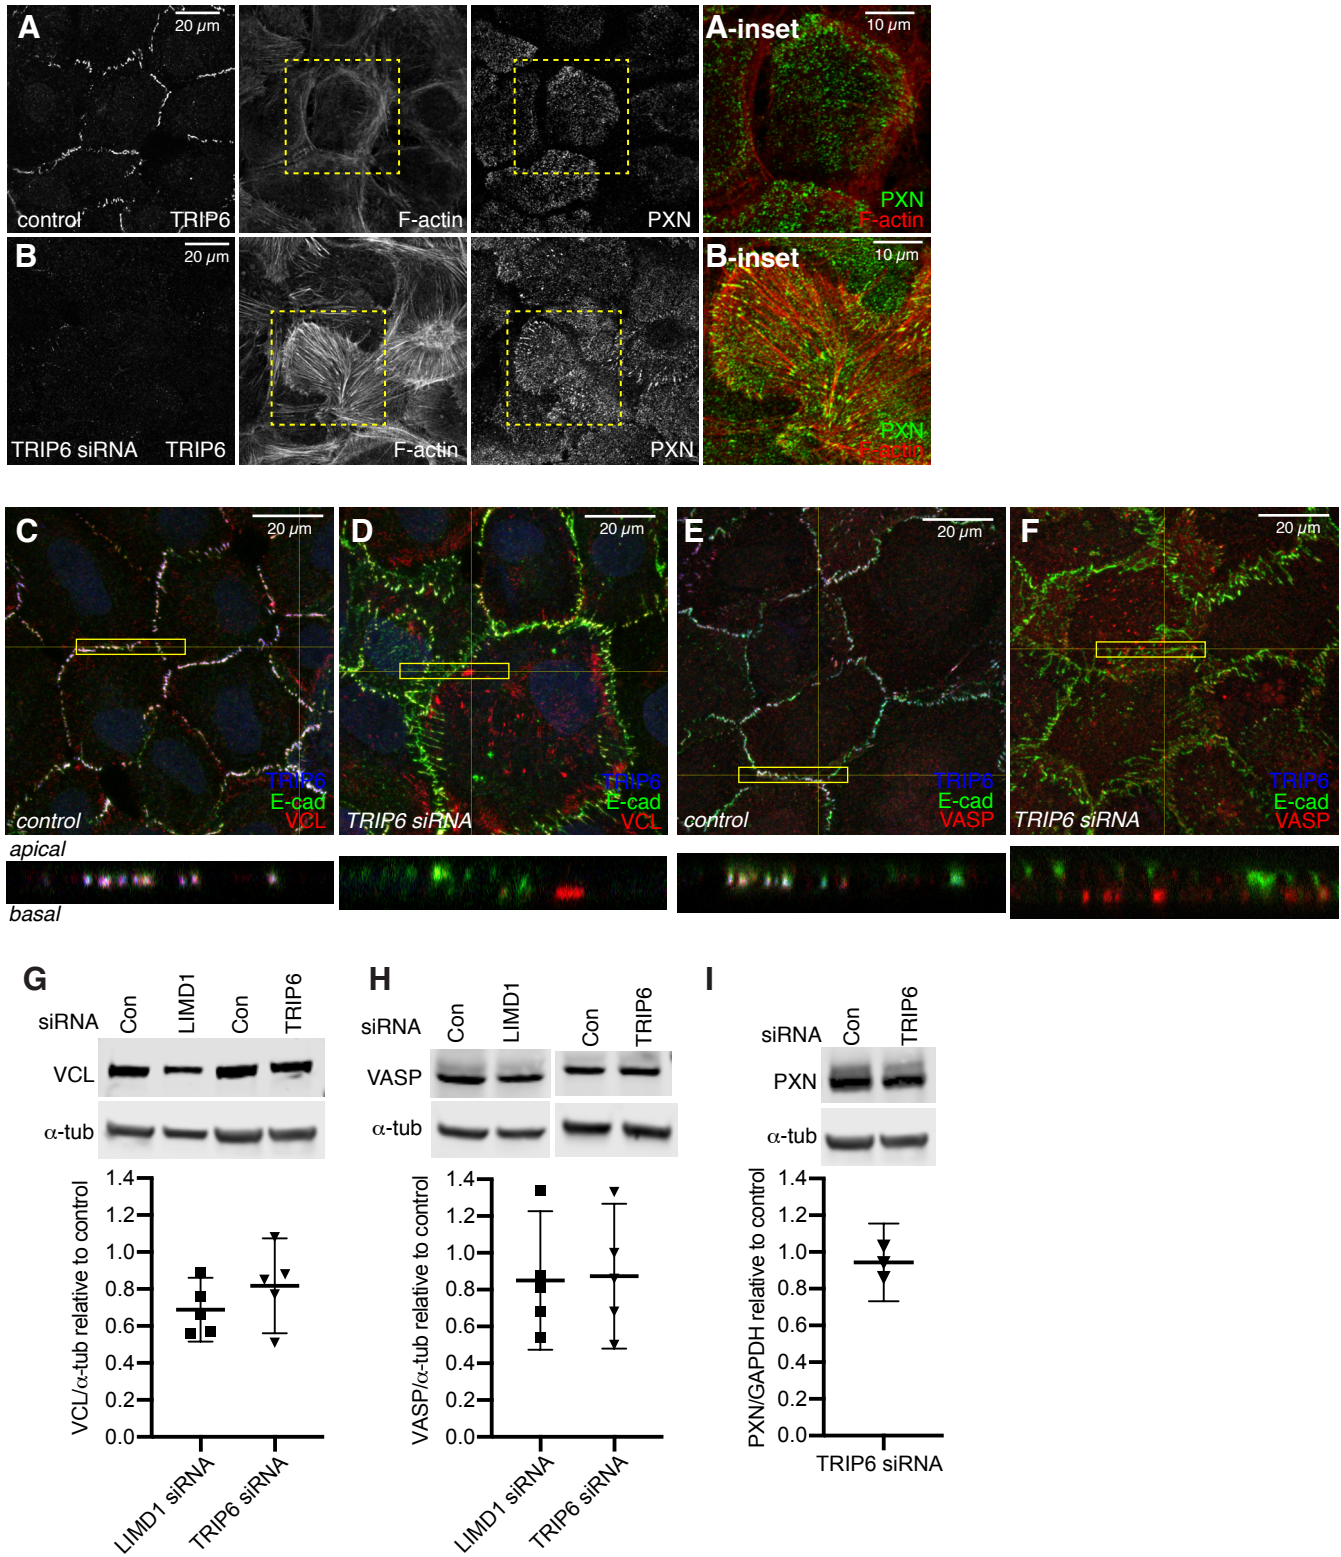 A
20 µm
control
TRIP6
F-actin
PXN
A-inset
10 µm
PXN
F-actin
B
20 µm
TRIP6 siRNA
TRIP6
F-actin
PXN
B-inset
10 µm
PXN
F-actin
C
20 µm
TRIP6
E-cad
control
VCL
D
20 µm
TRIP6
E-cad
TRIP6 siRNA
VCL
E
20 µm
TRIP6
E-cad
control
VASP
F
20 µm
TRIP6
E-cad
TRIP6 siRNA
VASP
apical
basal
G
siRNA
Con
LIMD1
Con
TRIP6
VCL
α-tub
VCL/α-tub relative to control
1.4
1.2
1.0
0.8
0.6
0.4
0.2
0.0
LIMD1 siRNA
TRIP6 siRNA
H
siRNA
Con
LIMD1
Con
TRIP6
VASP
α-tub
VASP/α-tub relative to control
1.4
1.2
1.0
0.8
0.6
0.4
0.2
0.0
LIMD1 siRNA
TRIP6 siRNA
I
siRNA
Con
TRIP6
PXN
α-tub
PXN/GAPDH relative to control
1.4
1.2
1.0
0.8
0.6
0.4
0.2
0.0
TRIP6 siRNA